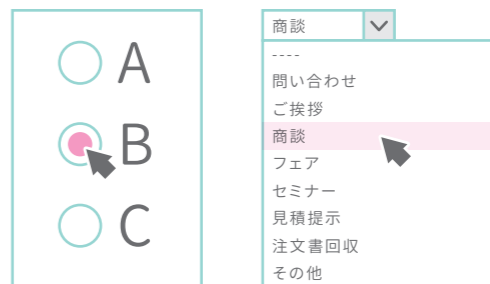 A
B
C
商談
----
問い合わせ
ご挨拶
商談
フェア
セミナー
見積提示
注文書回収
その他